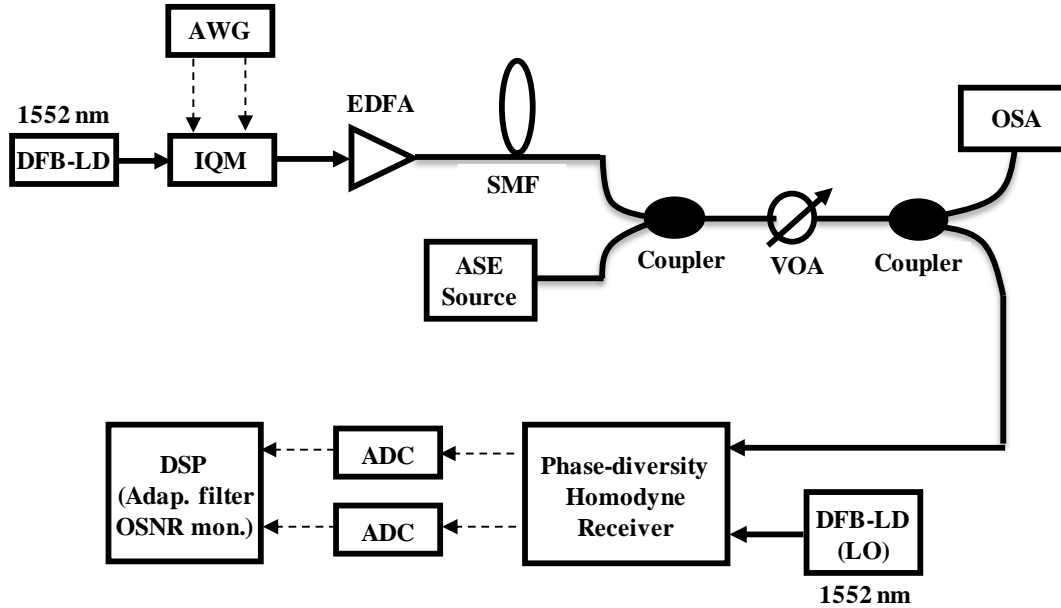 AWG
1552 nm
EDFA
OSA
DFB-LD
IQM
SMF
Coupler
VOA
Coupler
ASE
Source
ADC
DSP
(Adap. filter
OSNR mon.)
Phase-diversity
Homodyne
Receiver
ADC
DFB-LD
(LO)
1552 nm